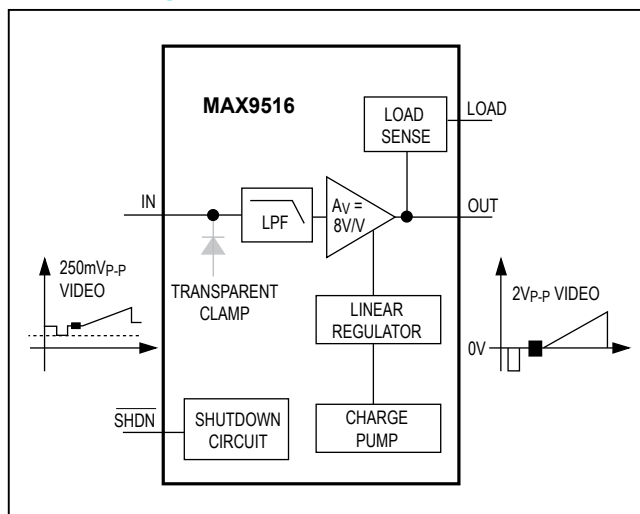 MAX9516
LOAD
SENSE
LOAD
IN
LPF
AV =
8V/V
OUT
250mVP-P
VIDEO
TRANSPARENT
CLAMP
LINEAR
REGULATOR
2VP-P VIDEO
0V
SHDN
SHUTDOWN
CIRCUIT
CHARGE
PUMP